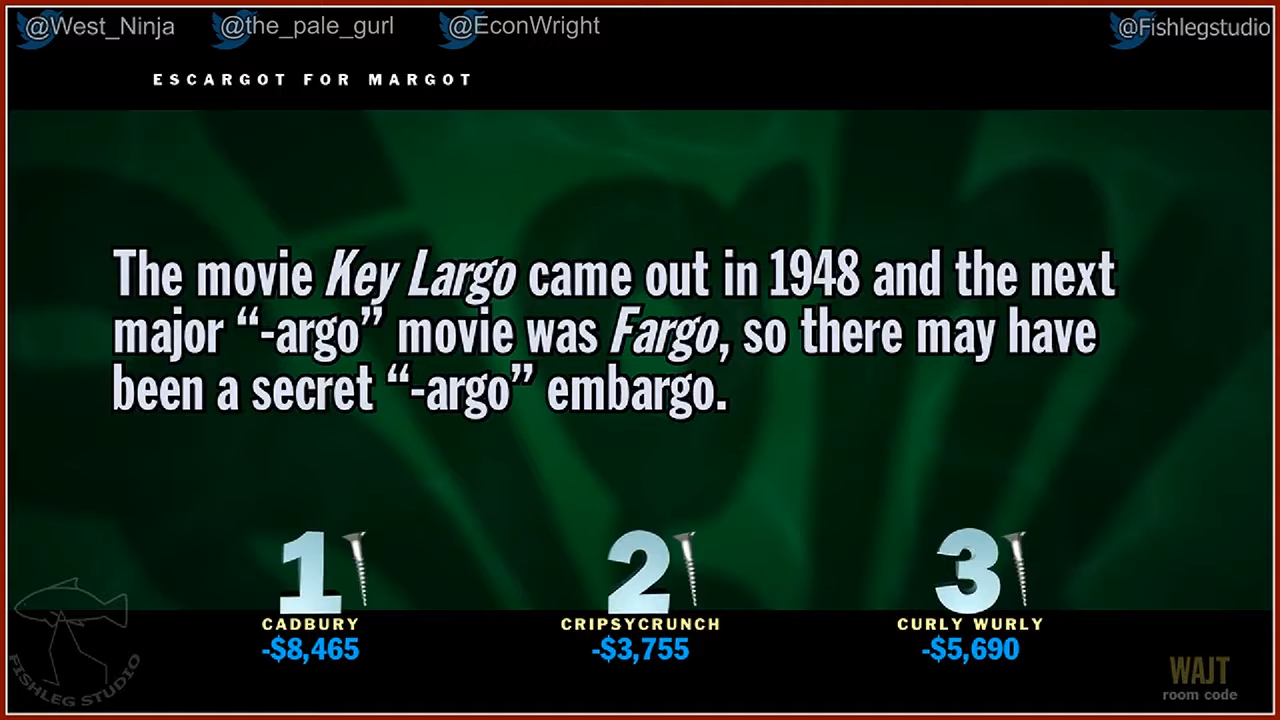 @West_Ninja @the_pale_gurl @EconWright @Fishlegstudio
ESCARGOT FOR MARGOT
The movie Key Largo came out in 1948 and the next
major “-argo” movie was Fargo, so there may have
been a secret “-argo” embargo.
1 2 3
CADBURY CRIPSYCRUNCH CURLY WURLY
-$8,465 -$3,755 -$5,690
FISHLEG STUDIO
WAJT
room code